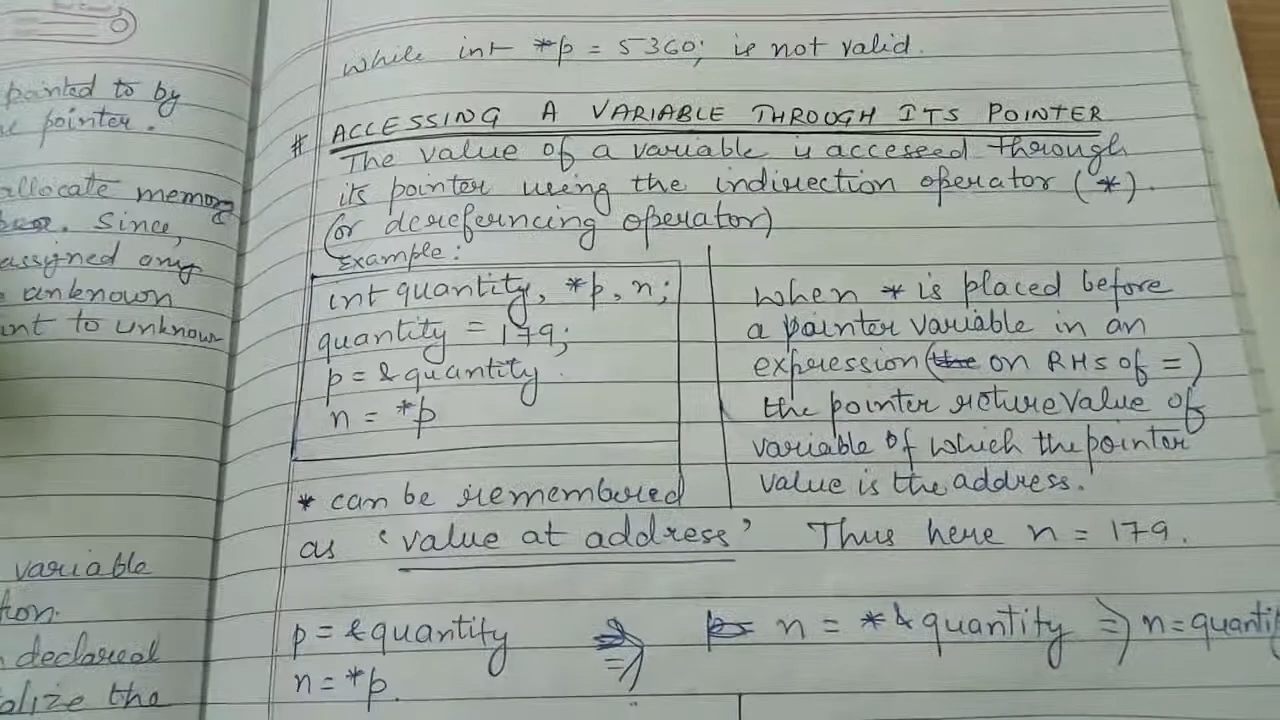 pointed to by
pointer.
allocate memory
Since,
assigned any
unknown
int to unknown
variable
declared
the
while int *p = 5360; is not valid.
# ACCESSING A VARIABLE THROUGH ITS POINTER
The value of a variable is accessed through
its pointer using the indirection operator (*).
(or dereferncing operator)
Example:
int quantity, *p, n;
quantity = 179;
p = & quantity
n = *p
when * is placed before
a pointer variable in an
expression (the on RHS of =)
the pointer returе value of
variable of which the pointer
value is the address.
* can be remembered
as 'value at address' Thus here n = 179.
p = & quantity ⇒ n = *& quantity ⇒ n = quanti
n = *p.